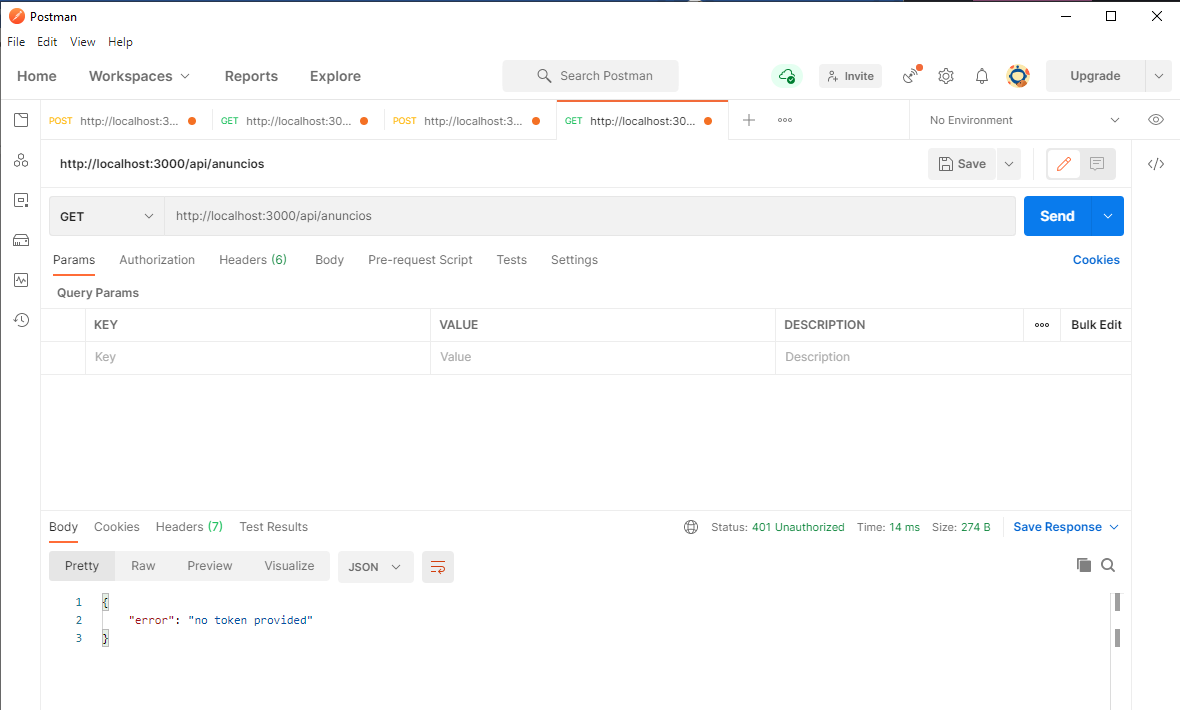 Postman
File Edit View Help
Home Workspaces Reports Explore Search Postman Invite Upgrade
POST http://localhost:3... GET http://localhost:30... POST http://localhost:3... GET http://localhost:30... No Environment
http://localhost:3000/api/anuncios Save
GET http://localhost:3000/api/anuncios Send
Params Authorization Headers (6) Body Pre-request Script Tests Settings Cookies
Query Params
KEY VALUE DESCRIPTION Bulk Edit
Key Value Description
Body Cookies Headers (7) Test Results Status: 401 Unauthorized Time: 14 ms Size: 274 B Save Response
Pretty Raw Preview Visualize JSON
1 {
2 "error": "no token provided"
3 }